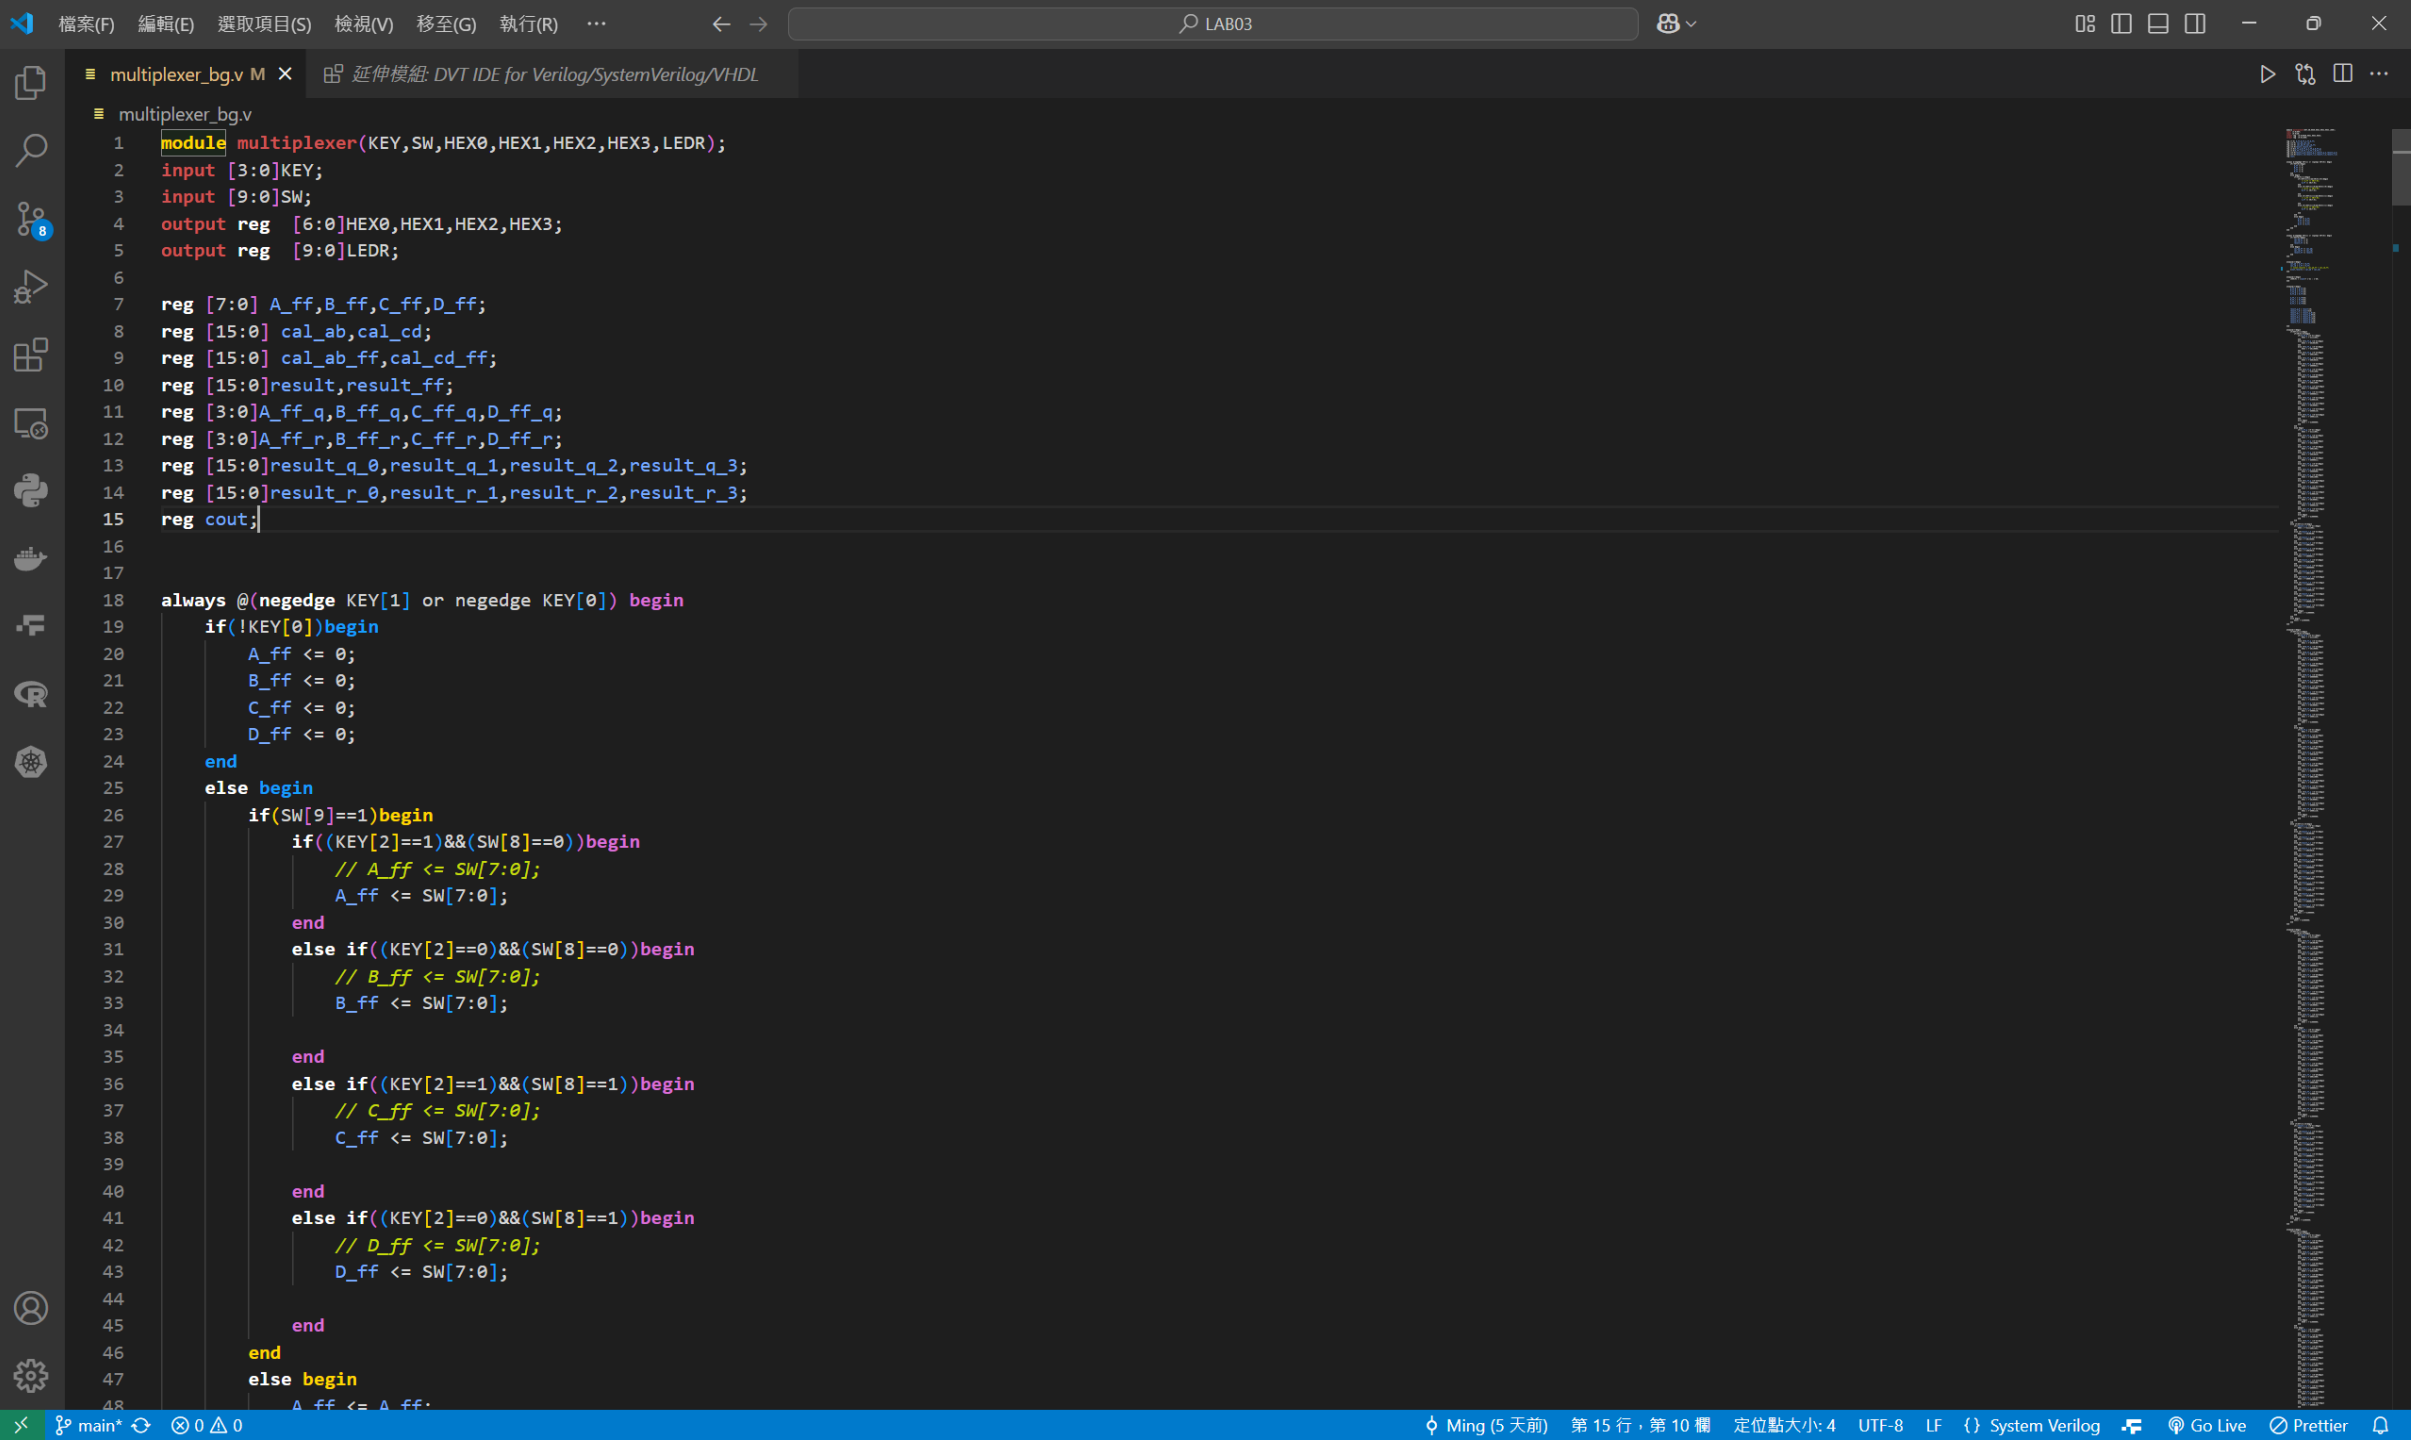 檔案(F) 編輯(E) 選取項目(S) 檢視(V) 移至(G) 執行(R) ··· LAB03
multiplexer_bg.v M 延伸模組: DVT IDE for Verilog/SystemVerilog/VHDL
multiplexer_bg.v
1 module multiplexer(KEY,SW,HEX0,HEX1,HEX2,HEX3,LEDR);
2 input [3:0]KEY;
3 input [9:0]SW;
4 output reg  [6:0]HEX0,HEX1,HEX2,HEX3;
5 output reg  [9:0]LEDR;
6
7 reg [7:0] A_ff,B_ff,C_ff,D_ff;
8 reg [15:0] cal_ab,cal_cd;
9 reg [15:0] cal_ab_ff,cal_cd_ff;
10 reg [15:0]result,result_ff;
11 reg [3:0]A_ff_q,B_ff_q,C_ff_q,D_ff_q;
12 reg [3:0]A_ff_r,B_ff_r,C_ff_r,D_ff_r;
13 reg [15:0]result_q_0,result_q_1,result_q_2,result_q_3;
14 reg [15:0]result_r_0,result_r_1,result_r_2,result_r_3;
15 reg cout;
16
17
18 always @(negedge KEY[1] or negedge KEY[0]) begin
19     if(!KEY[0])begin
20         A_ff <= 0;
21         B_ff <= 0;
22         C_ff <= 0;
23         D_ff <= 0;
24     end
25     else begin
26         if(SW[9]==1)begin
27             if((KEY[2]==1)&&(SW[8]==0))begin
28                 // A_ff <= SW[7:0];
29                 A_ff <= SW[7:0];
30             end
31             else if((KEY[2]==0)&&(SW[8]==0))begin
32                 // B_ff <= SW[7:0];
33                 B_ff <= SW[7:0];
34
35             end
36             else if((KEY[2]==1)&&(SW[8]==1))begin
37                 // C_ff <= SW[7:0];
38                 C_ff <= SW[7:0];
39
40             end
41             else if((KEY[2]==0)&&(SW[8]==1))begin
42                 // D_ff <= SW[7:0];
43                 D_ff <= SW[7:0];
44
45             end
46         end
47         else begin
48             A_ff <= A_ff;
8
main* 0 0 Ming (5 天前) 第 15 行，第 10 欄 定位點大小: 4 UTF-8 LF {} System Verilog Go Live Prettier